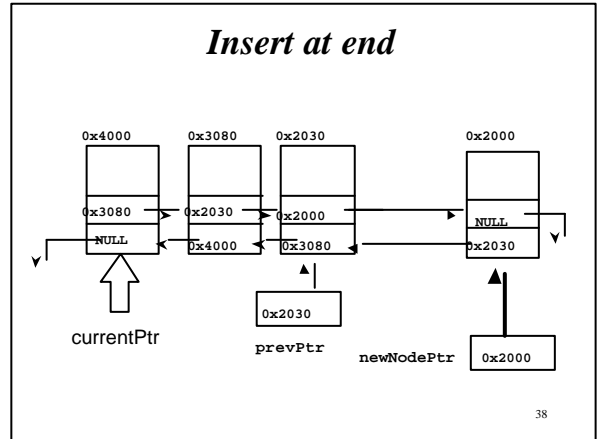 Insert at end
0x4000 0x3080 0x2030 0x2000
0x3080 0x2030 0x2000 NULL
NULL 0x4000 0x3080 0x2030
0x2030
currentPtr
prevPtr
newNodePtr 0x2000
38